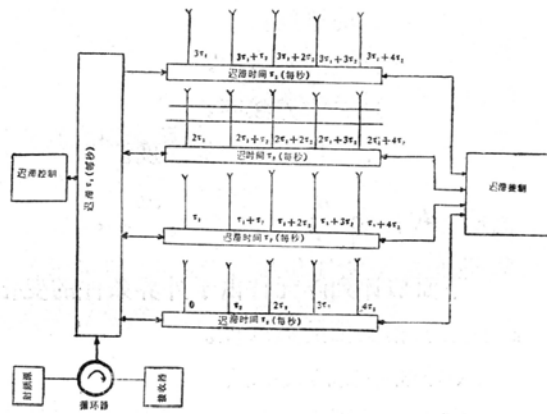 3τ₁ 3τ₁+τ₂ 3τ₁+2τ₂ 3τ₁+3τ₂ 3τ₁+4τ₂
迟滞时间 τ₂(每秒)
2τ₁ 2τ₁+τ₂ 2τ₁+2τ₂ 2τ₁+3τ₂ 2τ₁+4τ₂
迟时间 τ₂(每秒)
迟滞控制
迟滞 τ₁(每秒)
迟滞控制
τ₁ τ₁+τ₂ τ₁+2τ₂ τ₁+3τ₂ τ₁+4τ₂
迟滞时间 τ₂(每秒)
0 τ₂ 2τ₂ 3τ₂ 4τ₂
迟滞时间 τ₂(每秒)
循环器
接收器